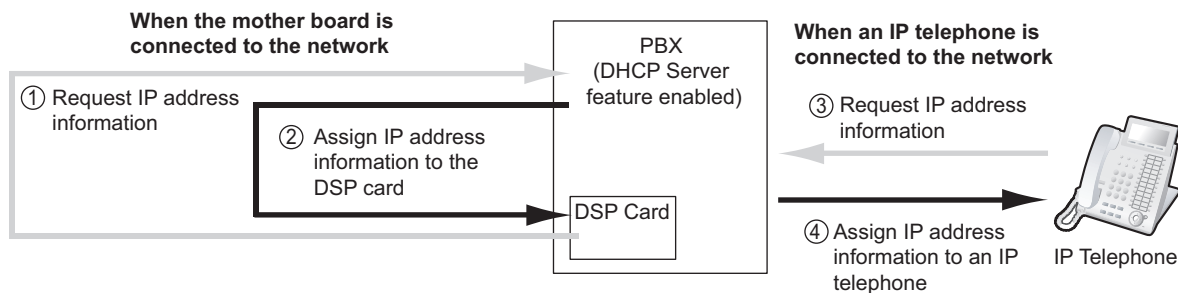 When the mother board is
connected to the network
① Request IP address
information
② Assign IP address
information to the
DSP card
PBX
(DHCP Server
feature enabled)
DSP Card
When an IP telephone is
connected to the network
③ Request IP address
information
④ Assign IP address
information to an IP
telephone
IP Telephone